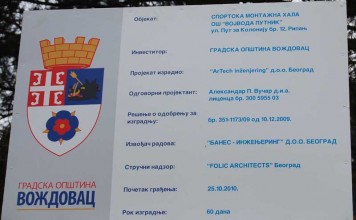 Објекат:
СПОРТСКА МОНТАЖНА ХАЛА
ОШ "ВОЈВОДА ПУТНИК"
ул. Пут за Колонију бр. 12, Рипањ
Инвеститор:
ГРАДСКА ОПШТИНА ВОЖДОВАЦ
Пројекат израдио:
"ArTech inženjering" д.о.о. Београд
Одговорни пројектант:
Александар П. Вучар д.и.а.
лиценца бр. 300 5955 03
Решење о одобрењу за
изградњу:
бр. 351-1173/09 од 10.12.2009.
Извођач радова:
"БАНЕС - ИНЖЕЊЕРИНГ" Д.О.О. БЕОГРАД
Стручни надзор:
"FOLIC ARCHITECTS" Београд
Почетак грађења:
25.10.2010.
Рок изградње:
60 дана
ГРАДСКА ОПШТИНА
ВОЖДОВАЦ